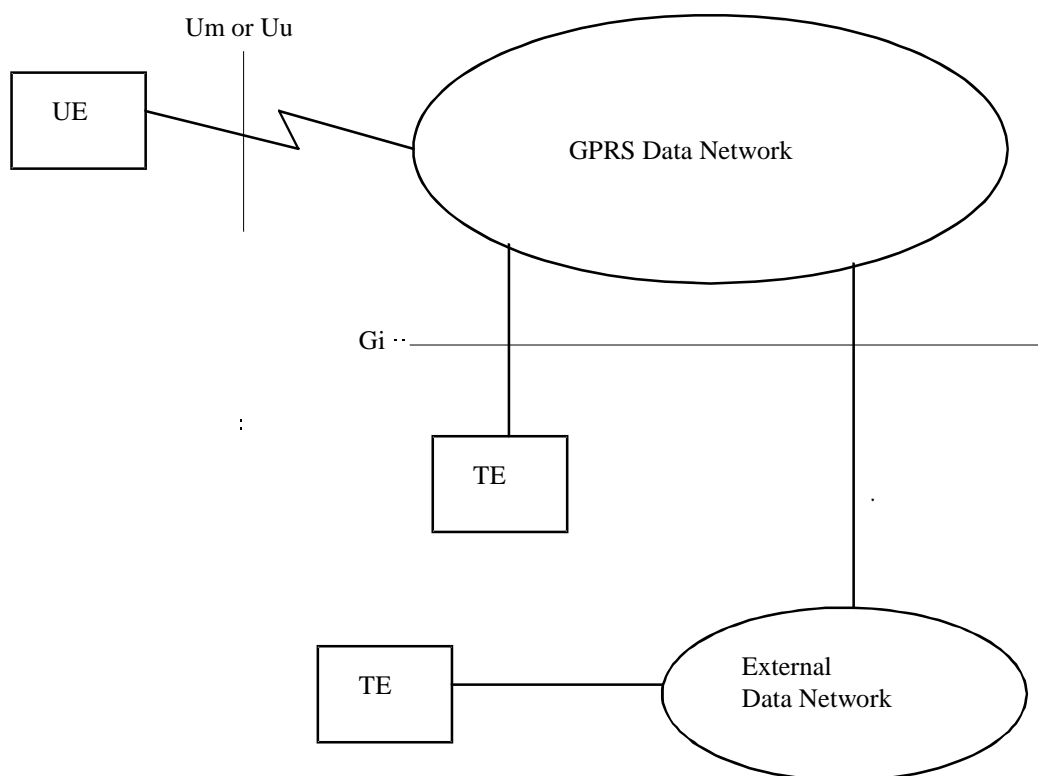 Um or Uu
UE
GPRS Data Network
Gi
TE
TE
External
Data Network